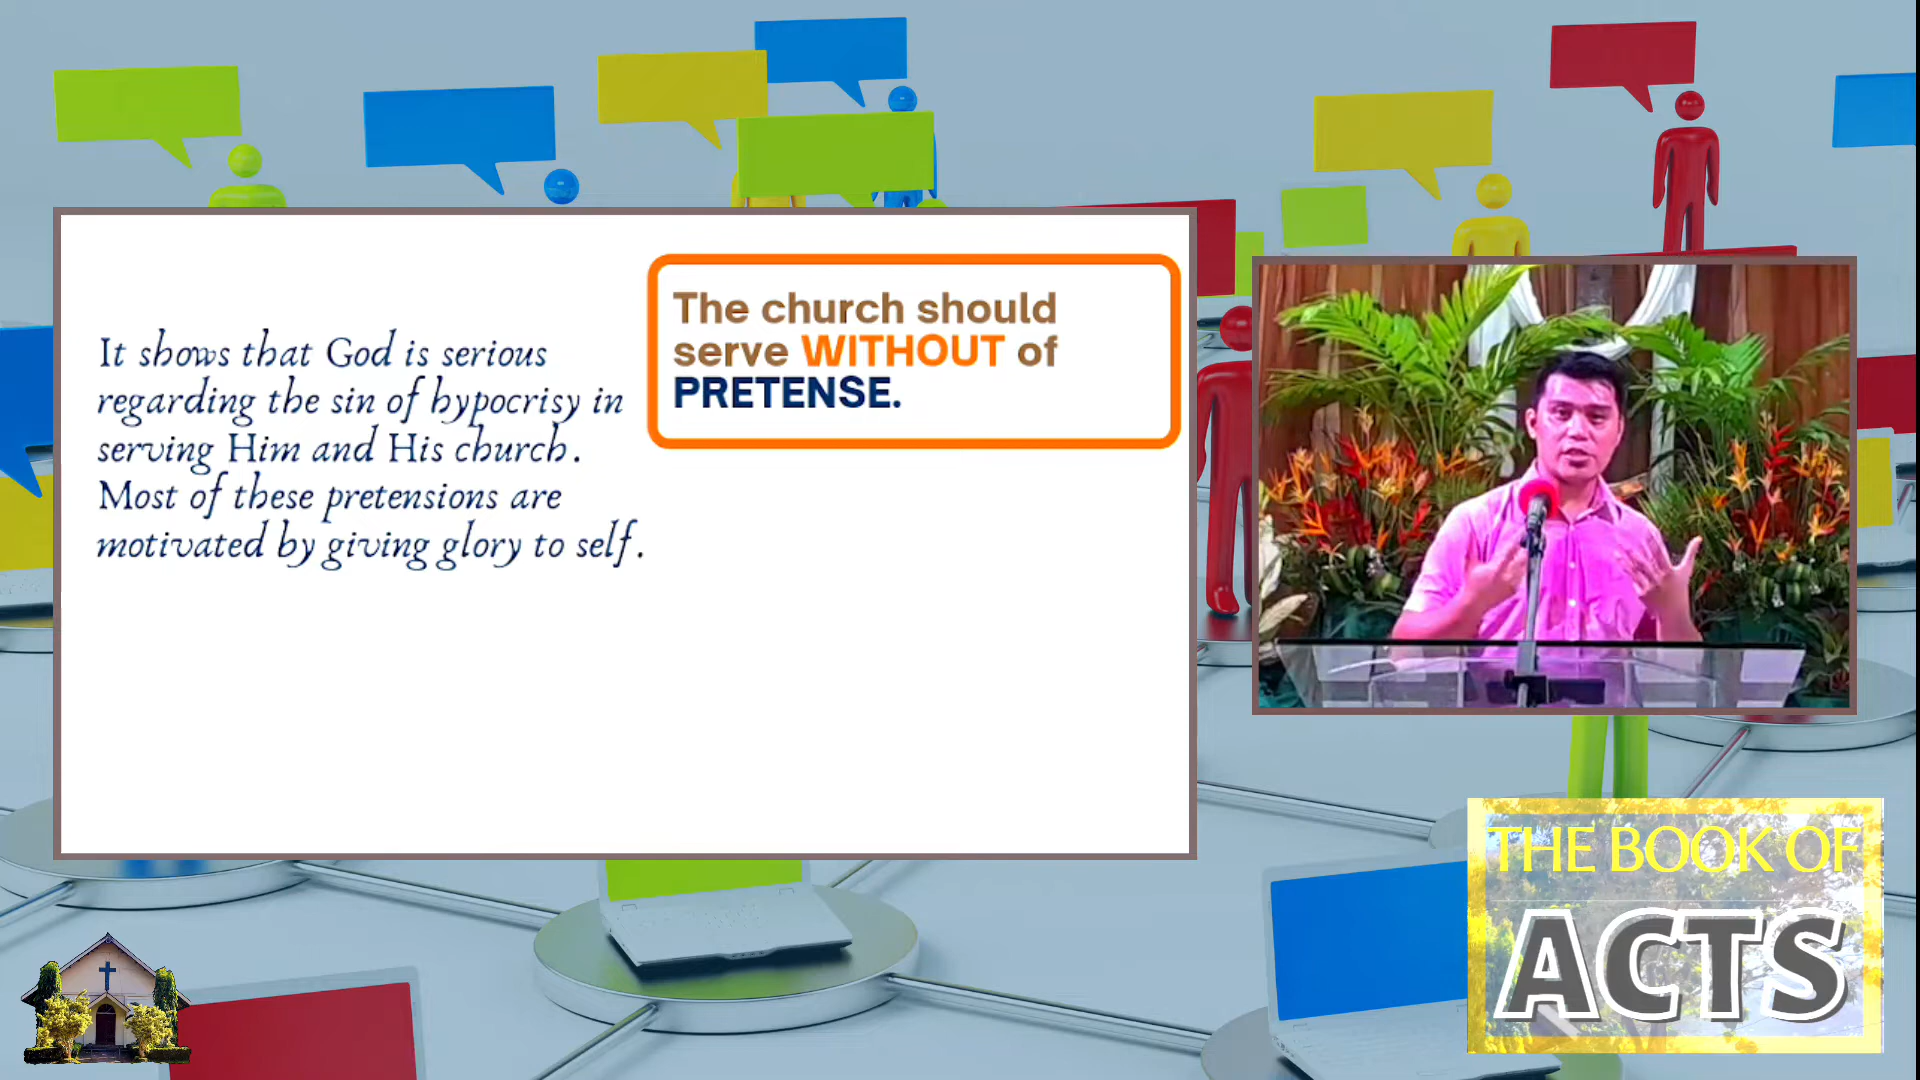 It shows that God is serious
regarding the sin of hypocrisy in
serving Him and His church.
Most of these pretensions are
motivated by giving glory to self.
The church should
serve WITHOUT of
PRETENSE.
THE BOOK OF
ACTS